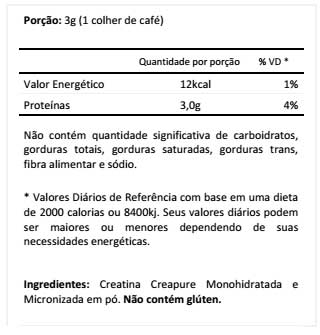 Porção: 3g (1 colher de café)
Quantidade por porção % VD *
Valor Energético 12kcal 1%
Proteínas 3,0g 4%
Não contém quantidade significativa de carboidratos,
gorduras totais, gorduras saturadas, gorduras trans,
fibra alimentar e sódio.
* Valores Diários de Referência com base em uma dieta
de 2000 calorias ou 8400kj. Seus valores diários podem
ser maiores ou menores dependendo de suas
necessidades energéticas.
Ingredientes: Creatina Creapure Monohidratada e
Micronizada em pó. Não contém glúten.